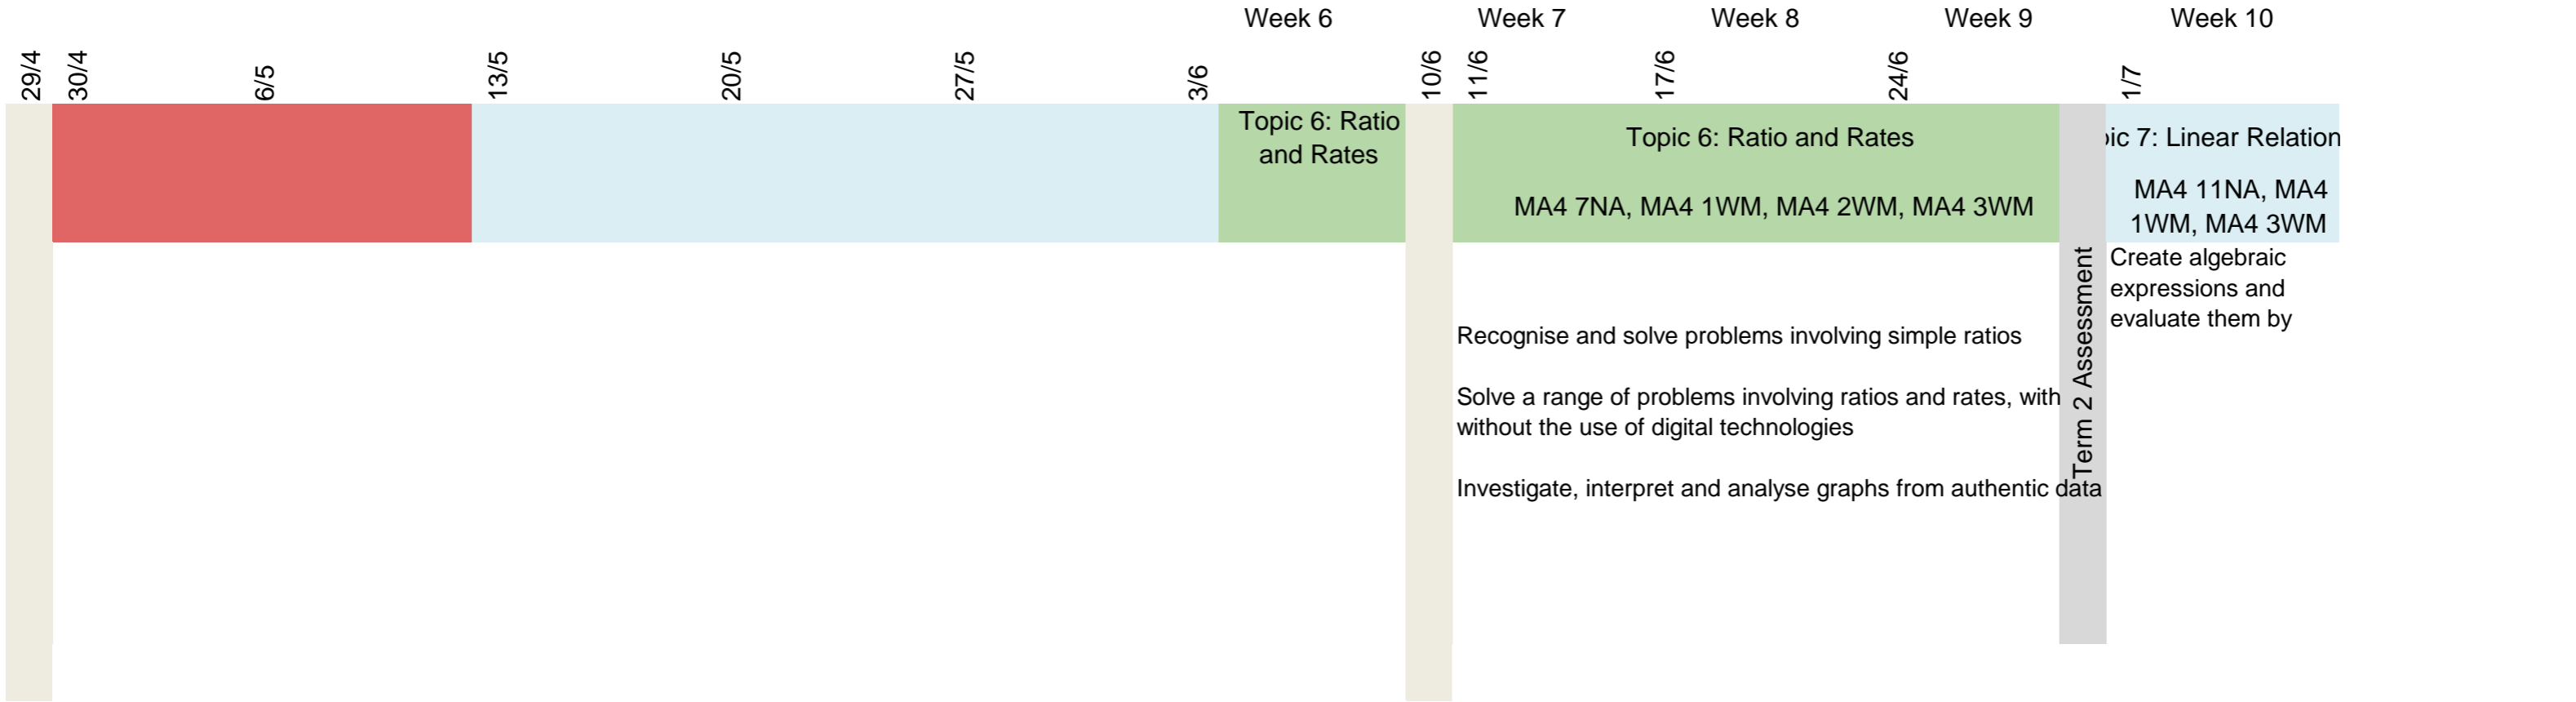 Week 6
Week 7
Week 8
Week 9
Week 10
29/4
30/4
6/5
13/5
20/5
27/5
3/6
10/6
11/6
17/6
24/6
1/7
Topic 6: Ratio
and Rates
Topic 6: Ratio and Rates
MA4 7NA, MA4 1WM, MA4 2WM, MA4 3WM
Term 2 Assessment
7: Linear Relation
MA4 11NA, MA4
1WM, MA4 3WM
Create algebraic
expressions and
evaluate them by
Recognise and solve problems involving simple ratios
Solve a range of problems involving ratios and rates, with
without the use of digital technologies
Investigate, interpret and analyse graphs from authentic data